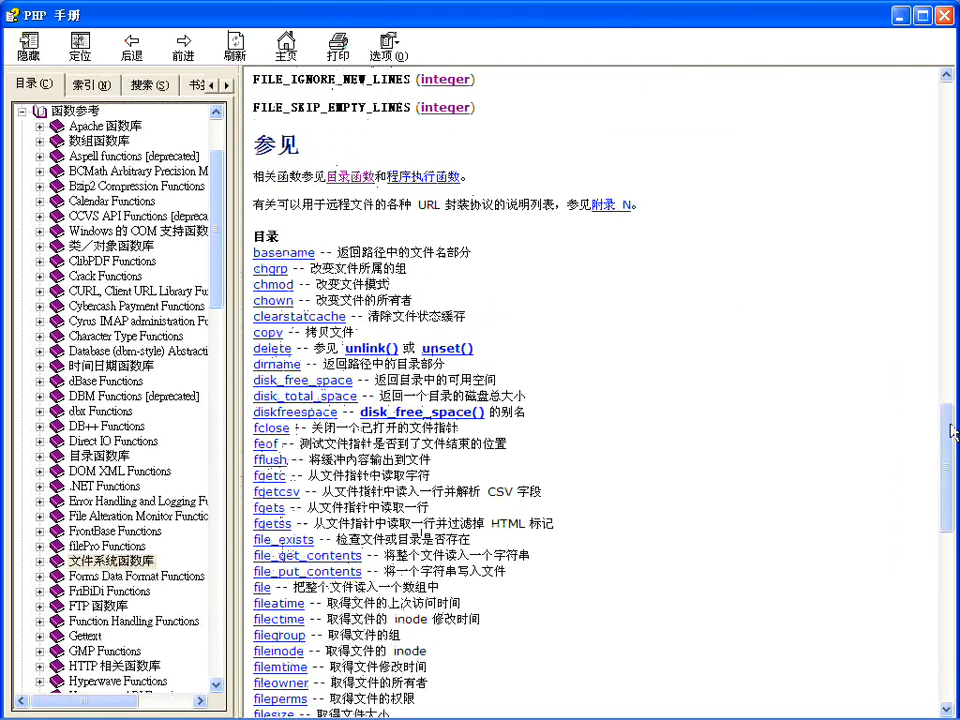 PHP 手册
隐藏 定位 后退 前进 刷新 主页 打印 选项(O)
目录(C) 索引(N) 搜索(S)
函数参考
Apache 函数库
数组函数库
Aspell functions [deprecated]
BCMath Arbitrary Precision M
Bzip2 Compression Functions
Calendar Functions
CCVS API Functions [depreca
Windows 的 COM 支持函数
类／对象函数库
ClibPDF Functions
Crack Functions
CURL, Client URL Library Fu
Cybercash Payment Functions
Cyrus IMAP administration Fu
Character Type Functions
Database (dbm-style) Abstracti
时间日期函数库
dBase Functions
DBM Functions [deprecated]
dbx Functions
DB++ Functions
Direct IO Functions
目录函数库
DOM XML Functions
.NET Functions
Error Handling and Logging Fu
File Alteration Monitor Functio
FrontBase Functions
filePro Functions
文件系统函数库
Forms Data Format Functions
FriBiDi Functions
FTP 函数库
Function Handling Functions
Gettext
GMP Functions
HTTP 相关函数库
Hyperwave Functions
FILE_IGNORE_NEW_LINES (integer)
FILE_SKIP_EMPTY_LINES (integer)
参见
相关函数参见目录函数和程序执行函数。
有关可以用于远程文件的各种 URL 封装协议的说明列表，参见附录 N。
目录
basename -- 返回路径中的文件名部分
chgrp -- 改变文件所属的组
chmod -- 改变文件模式
chown -- 改变文件的所有者
clearstatcache -- 清除文件状态缓存
copy -- 拷贝文件
delete -- 参见 unlink() 或 unset()
dirname -- 返回路径中的目录部分
disk_free_space -- 返回目录中的可用空间
disk_total_space -- 返回一个目录的磁盘总大小
diskfreespace -- disk_free_space() 的别名
fclose -- 关闭一个已打开的文件指针
feof -- 测试文件指针是否到了文件结束的位置
fflush -- 将缓冲内容输出到文件
fgetc -- 从文件指针中读取字符
fgetcsv -- 从文件指针中读入一行并解析 CSV 字段
fgets -- 从文件指针中读取一行
fgetss -- 从文件指针中读取一行并过滤掉 HTML 标记
file_exists -- 检查文件或目录是否存在
file_get_contents -- 将整个文件读入一个字符串
file_put_contents -- 将一个字符串写入文件
file -- 把整个文件读入一个数组中
fileatime -- 取得文件的上次访问时间
filectime -- 取得文件的 inode 修改时间
filegroup -- 取得文件的组
fileinode -- 取得文件的 inode
filemtime -- 取得文件修改时间
fileowner -- 取得文件的所有者
fileperms -- 取得文件的权限
filesize -- 取得文件大小